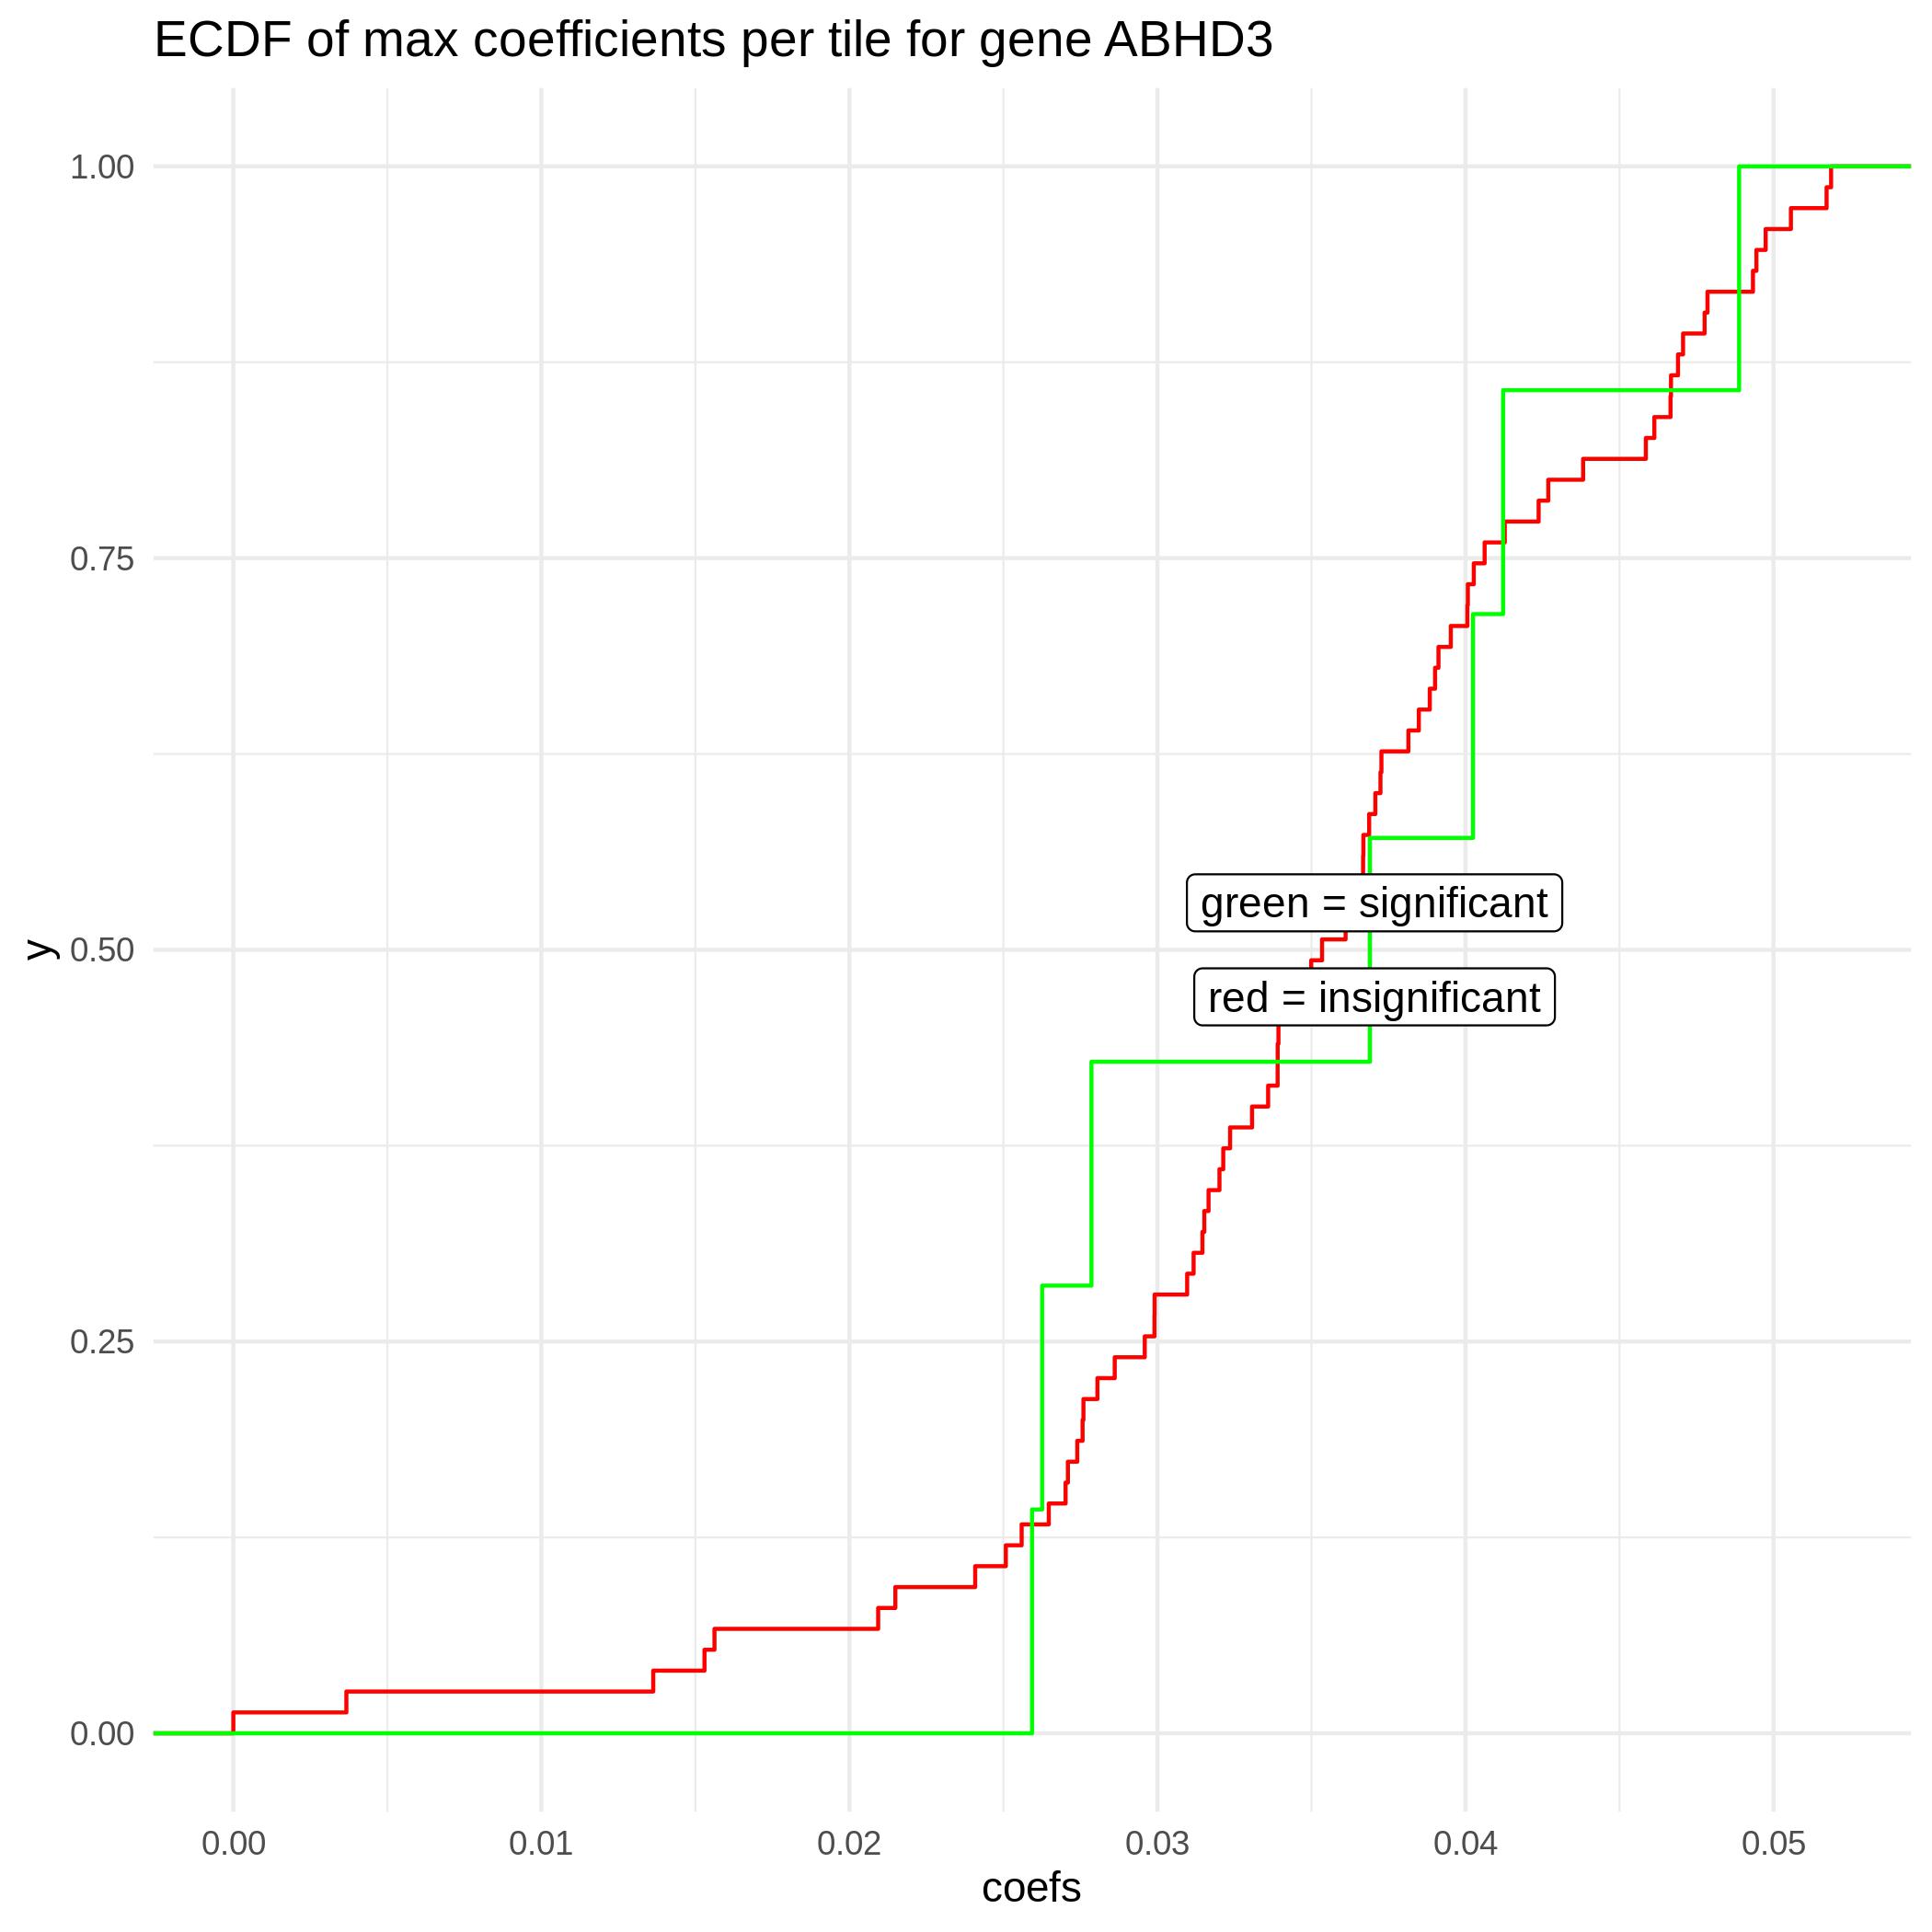 ECDF of max coefficients per tile for gene ABHD3
y
1.00
0.75
0.50
0.25
0.00
green = significant
red = insignificant
0.00 0.01 0.02 0.03 0.04 0.05
coefs